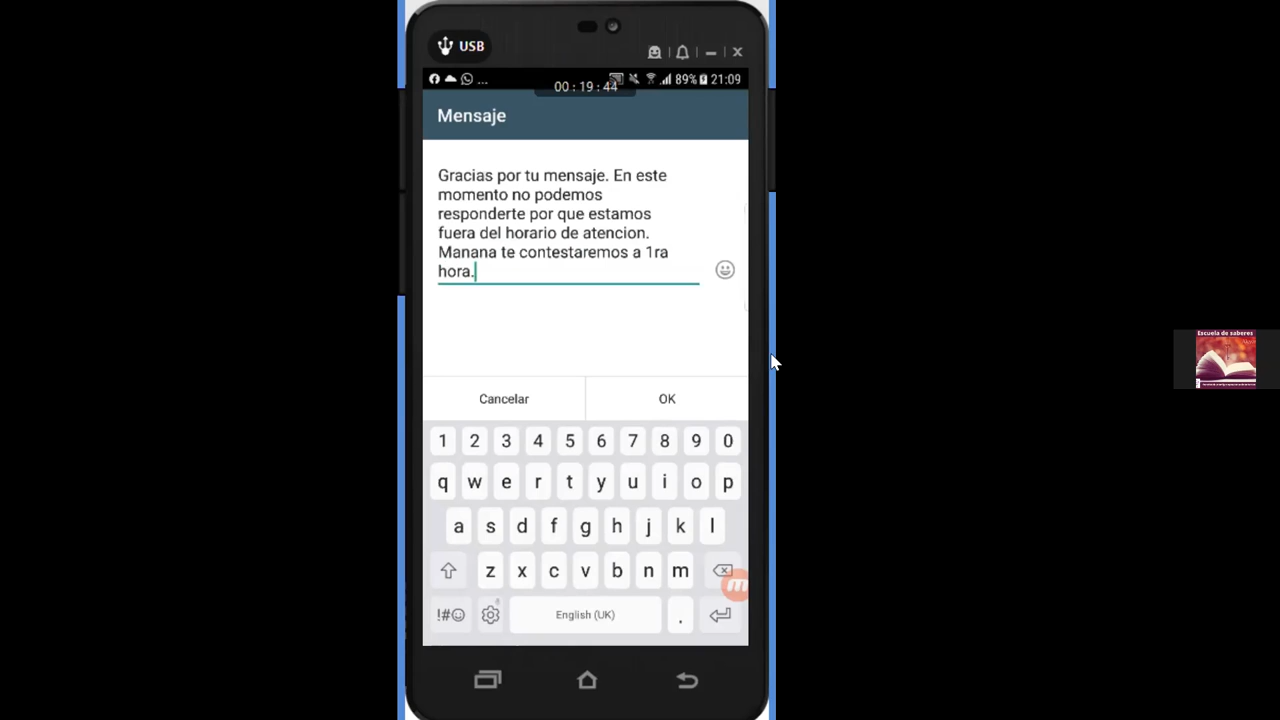 USB
89% 21:09
00:19:44
Mensaje
Gracias por tu mensaje. En este
momento no podemos
responderte por que estamos
fuera del horario de atencion.
Manana te contestaremos a 1ra
hora.
Cancelar OK
1 2 3 4 5 6 7 8 9 0
q w e r t y u i o p
a s d f g h j k l
z x c v b n m
!#☺ English (UK) .
Escuela de saberes